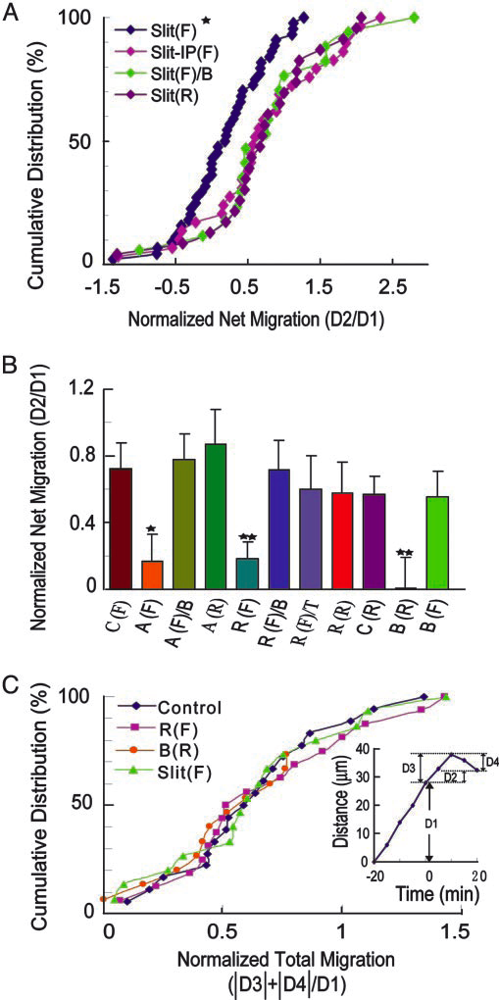 A
Cumulative Distribution (%)
100
50
0
Slit(F) ★
Slit-IP(F)
Slit(F)/B
Slit(R)
-1.5 -0.5 0.5 1.5 2.5
Normalized Net Migration (D2/D1)
B
Normalized Net Migration (D2/D1)
1.2
0.8
0.4
0
★ ★★ ★★
C(F) A(F) A(F)/B A(R) R(F) R(F)/B R(F)/T R(R) C(R) B(R) B(F)
C
Cumulative Distribution (%)
100
50
0
Control
R(F)
B(R)
Slit(F)
Distance (µm)
40
30
20
10
0
D3 D4
D2
D1
-20 0 20
Time (min)
0 0.5 1 1.5
Normalized Total Migration
(|D3|+|D4|/D1)